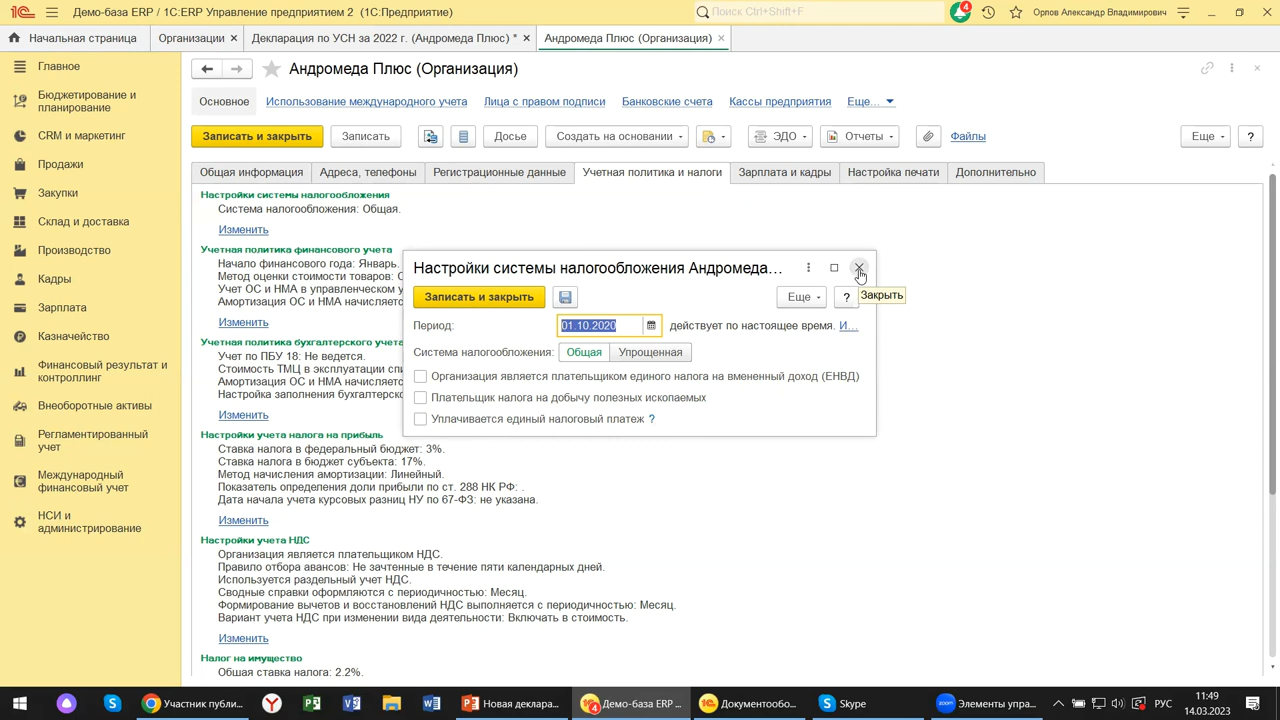 Демо-база ERP / 1С:ERP Управление предприятием 2 (1С:Предприятие)
Поиск Ctrl+Shift+F
4
Орлов Александр Владимирович
Начальная страница
Организации
Декларация по УСН за 2022 г. (Андромеда Плюс) *
Андромеда Плюс (Организация)
Главное
Бюджетирование и
планирование
CRM и маркетинг
Продажи
Закупки
Склад и доставка
Производство
Кадры
Зарплата
Казначейство
Финансовый результат и
контроллинг
Внеоборотные активы
Регламентированный
учет
Международный
финансовый учет
НСИ и
администрирование
Андромеда Плюс (Организация)
Основное
Использование международного учета
Лица с правом подписи
Банковские счета
Кассы предприятия
Еще...
Записать и закрыть
Записать
Досье
Создать на основании
ЭДО
Отчеты
Файлы
Еще
?
Общая информация
Адреса, телефоны
Регистрационные данные
Учетная политика и налоги
Зарплата и кадры
Настройка печати
Дополнительно
Настройки системы налогообложения
Система налогообложения: Общая.
Изменить
Учетная политика финансового учета
Начало финансового года: Январь.
Метод оценки стоимости товаров: С
Учет ОС и НМА в управленческом у
Амортизация ОС и НМА начисляетс
Изменить
Учетная политика бухгалтерского учета
Учет по ПБУ 18: Не ведется.
Стоимость ТМЦ в эксплуатации спи
Амортизация ОС и НМА начисляетс
Настройка заполнения бухгалтерско
Изменить
Настройки учета налога на прибыль
Ставка налога в федеральный бюджет: 3%.
Ставка налога в бюджет субъекта: 17%.
Метод начисления амортизации: Линейный.
Показатель определения доли прибыли по ст. 288 НК РФ: .
Дата начала учета курсовых разниц НУ по 67-ФЗ: не указана.
Изменить
Настройки учета НДС
Организация является плательщиком НДС.
Правило отбора авансов: Не зачтенные в течение пяти календарных дней.
Используется раздельный учет НДС.
Сводные справки оформляются с периодичностью: Месяц.
Формирование вычетов и восстановлений НДС выполняется с периодичностью: Месяц.
Вариант учета НДС при изменении вида деятельности: Включать в стоимость.
Изменить
Налог на имущество
Общая ставка налога: 2.2%.
Настройки системы налогообложения Андромеда...
Записать и закрыть
Еще
?
Закрыть
Период:
01.10.2020
действует по настоящее время.
И...
Система налогообложения:
Общая
Упрощенная
Организация является плательщиком единого налога на вмененный доход (ЕНВД)
Плательщик налога на добычу полезных ископаемых
Уплачивается единый налоговый платеж ?
Участник публи...
Новая деклара...
4
Демо-база ERP ...
Документообо...
Skype
zoom
Элементы упра...
РУС
11:49
14.03.2023